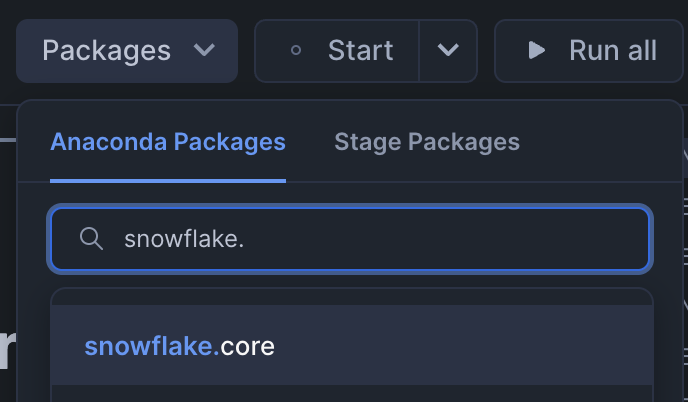 Packages Start Run all
Anaconda Packages Stage Packages
snowflake.
snowflake.core